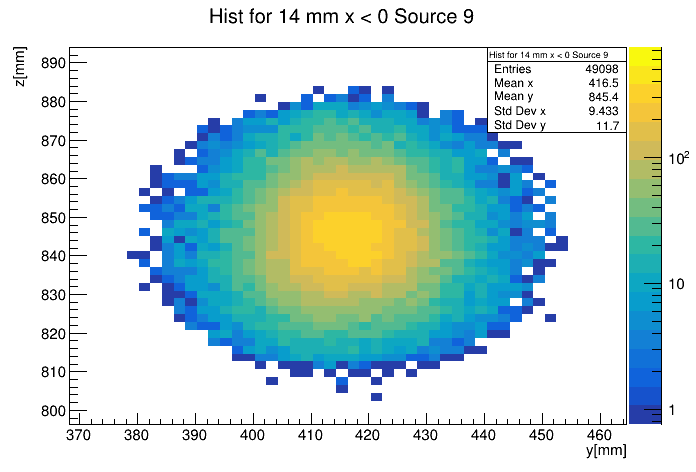 Hist for 14 mm x < 0 Source 9
z[mm]
Hist for 14 mm x < 0 Source 9
Entries 49098
Mean x 416.5
Mean y 845.4
Std Dev x 9.433
Std Dev y 11.7
890
880
870
860
850
840
830
820
810
800
370 380 390 400 410 420 430 440 450 460
y[mm]
10²
10
1